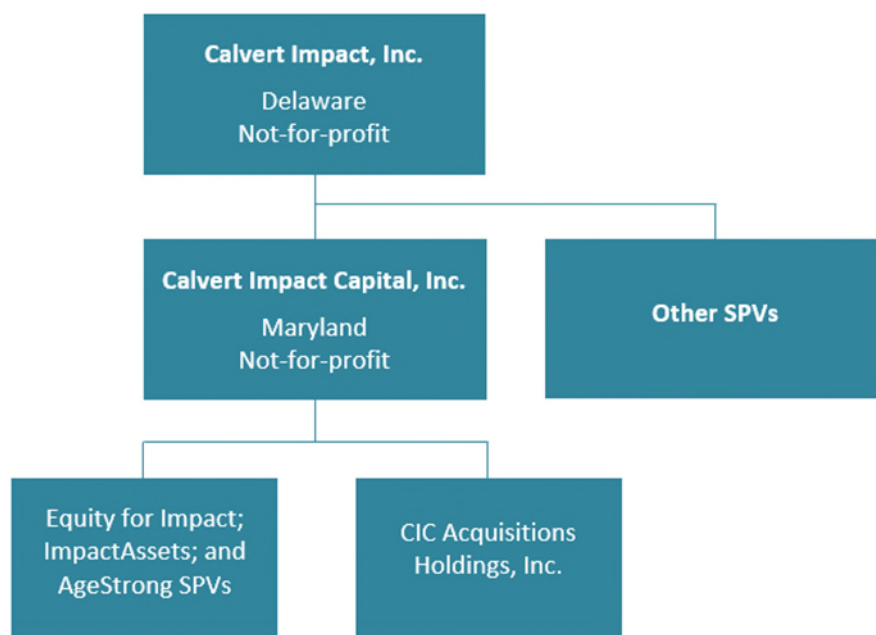 Calvert Impact, Inc.
Delaware
Not-for-profit
Calvert Impact Capital, Inc.
Maryland
Not-for-profit
Other SPVs
Equity for Impact;
ImpactAssets; and
AgeStrong SPVs
CIC Acquisitions
Holdings, Inc.